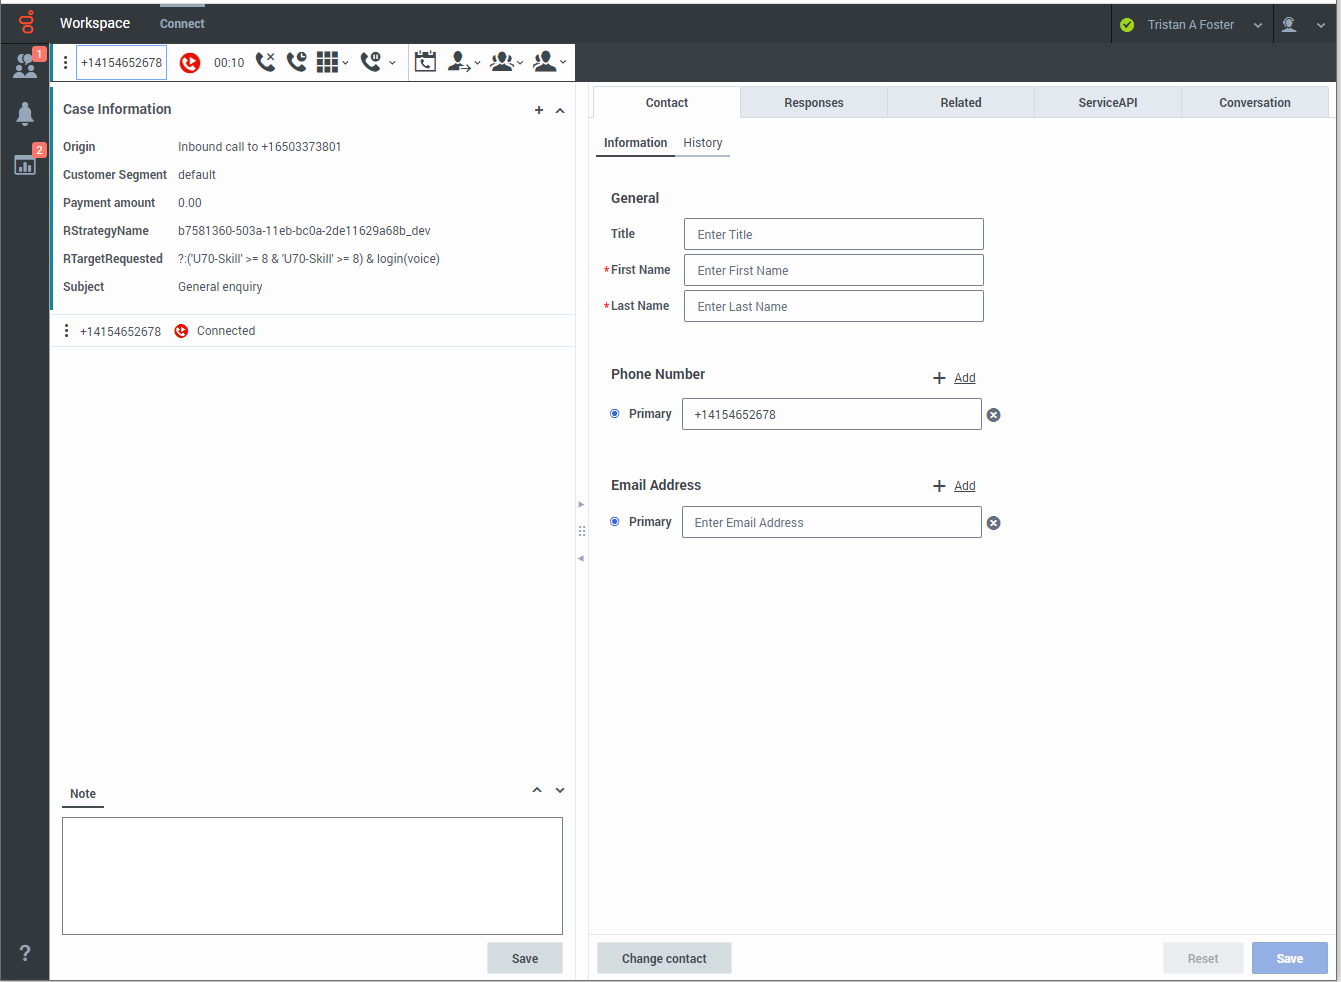 Workspace
Connect
Tristan A Foster
1
+14154652678
00:10
2
Case Information
Origin Inbound call to +16503373801
Customer Segment default
Payment amount 0.00
RStrategyName b7581360-503a-11eb-bc0a-2de11629a68b_dev
RTargetRequested ?:('U70-Skill' >= 8 & 'U70-Skill' >= 8) & login(voice)
Subject General enquiry
+14154652678 Connected
Note
Save
?
Contact Responses Related ServiceAPI Conversation
Information History
General
Title Enter Title
*First Name Enter First Name
*Last Name Enter Last Name
Phone Number + Add
Primary +14154652678
Email Address + Add
Primary Enter Email Address
Change contact Reset Save